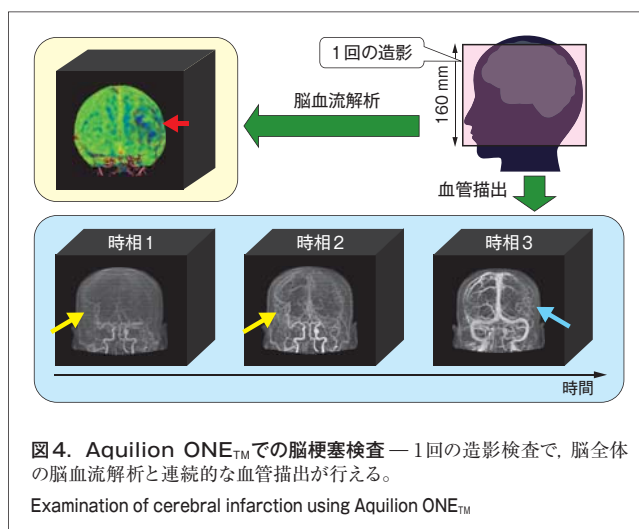 1回の造影
160 mm
脳血流解析
血管描出
時相1
時相2
時相3
時間
図4. Aquilion ONE™での脳梗塞検査 — 1回の造影検査で, 脳全体
の脳血流解析と連続的な血管描出が行える。
Examination of cerebral infarction using Aquilion ONE™